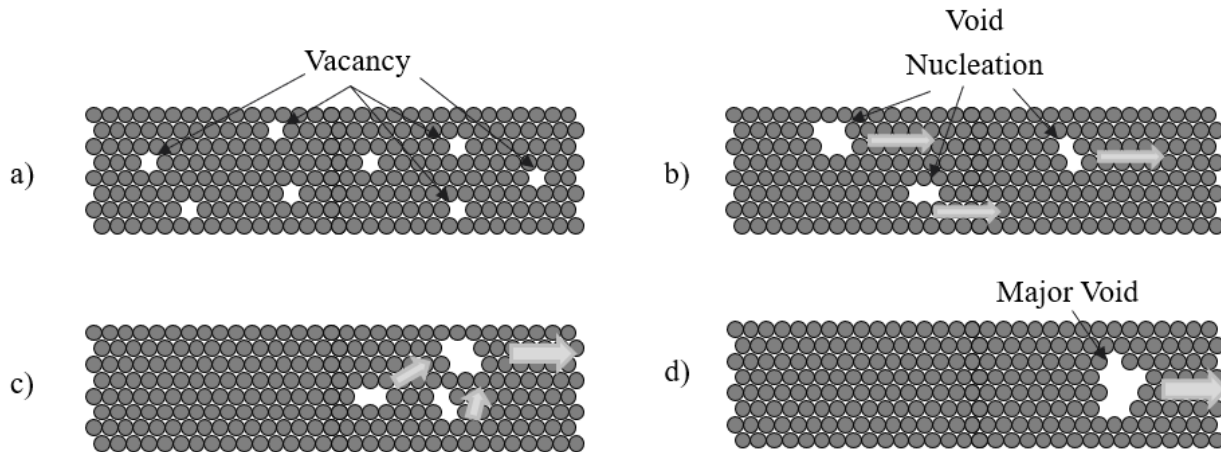 Vacancy
a)
Void
Nucleation
b)
c)
Major Void
d)